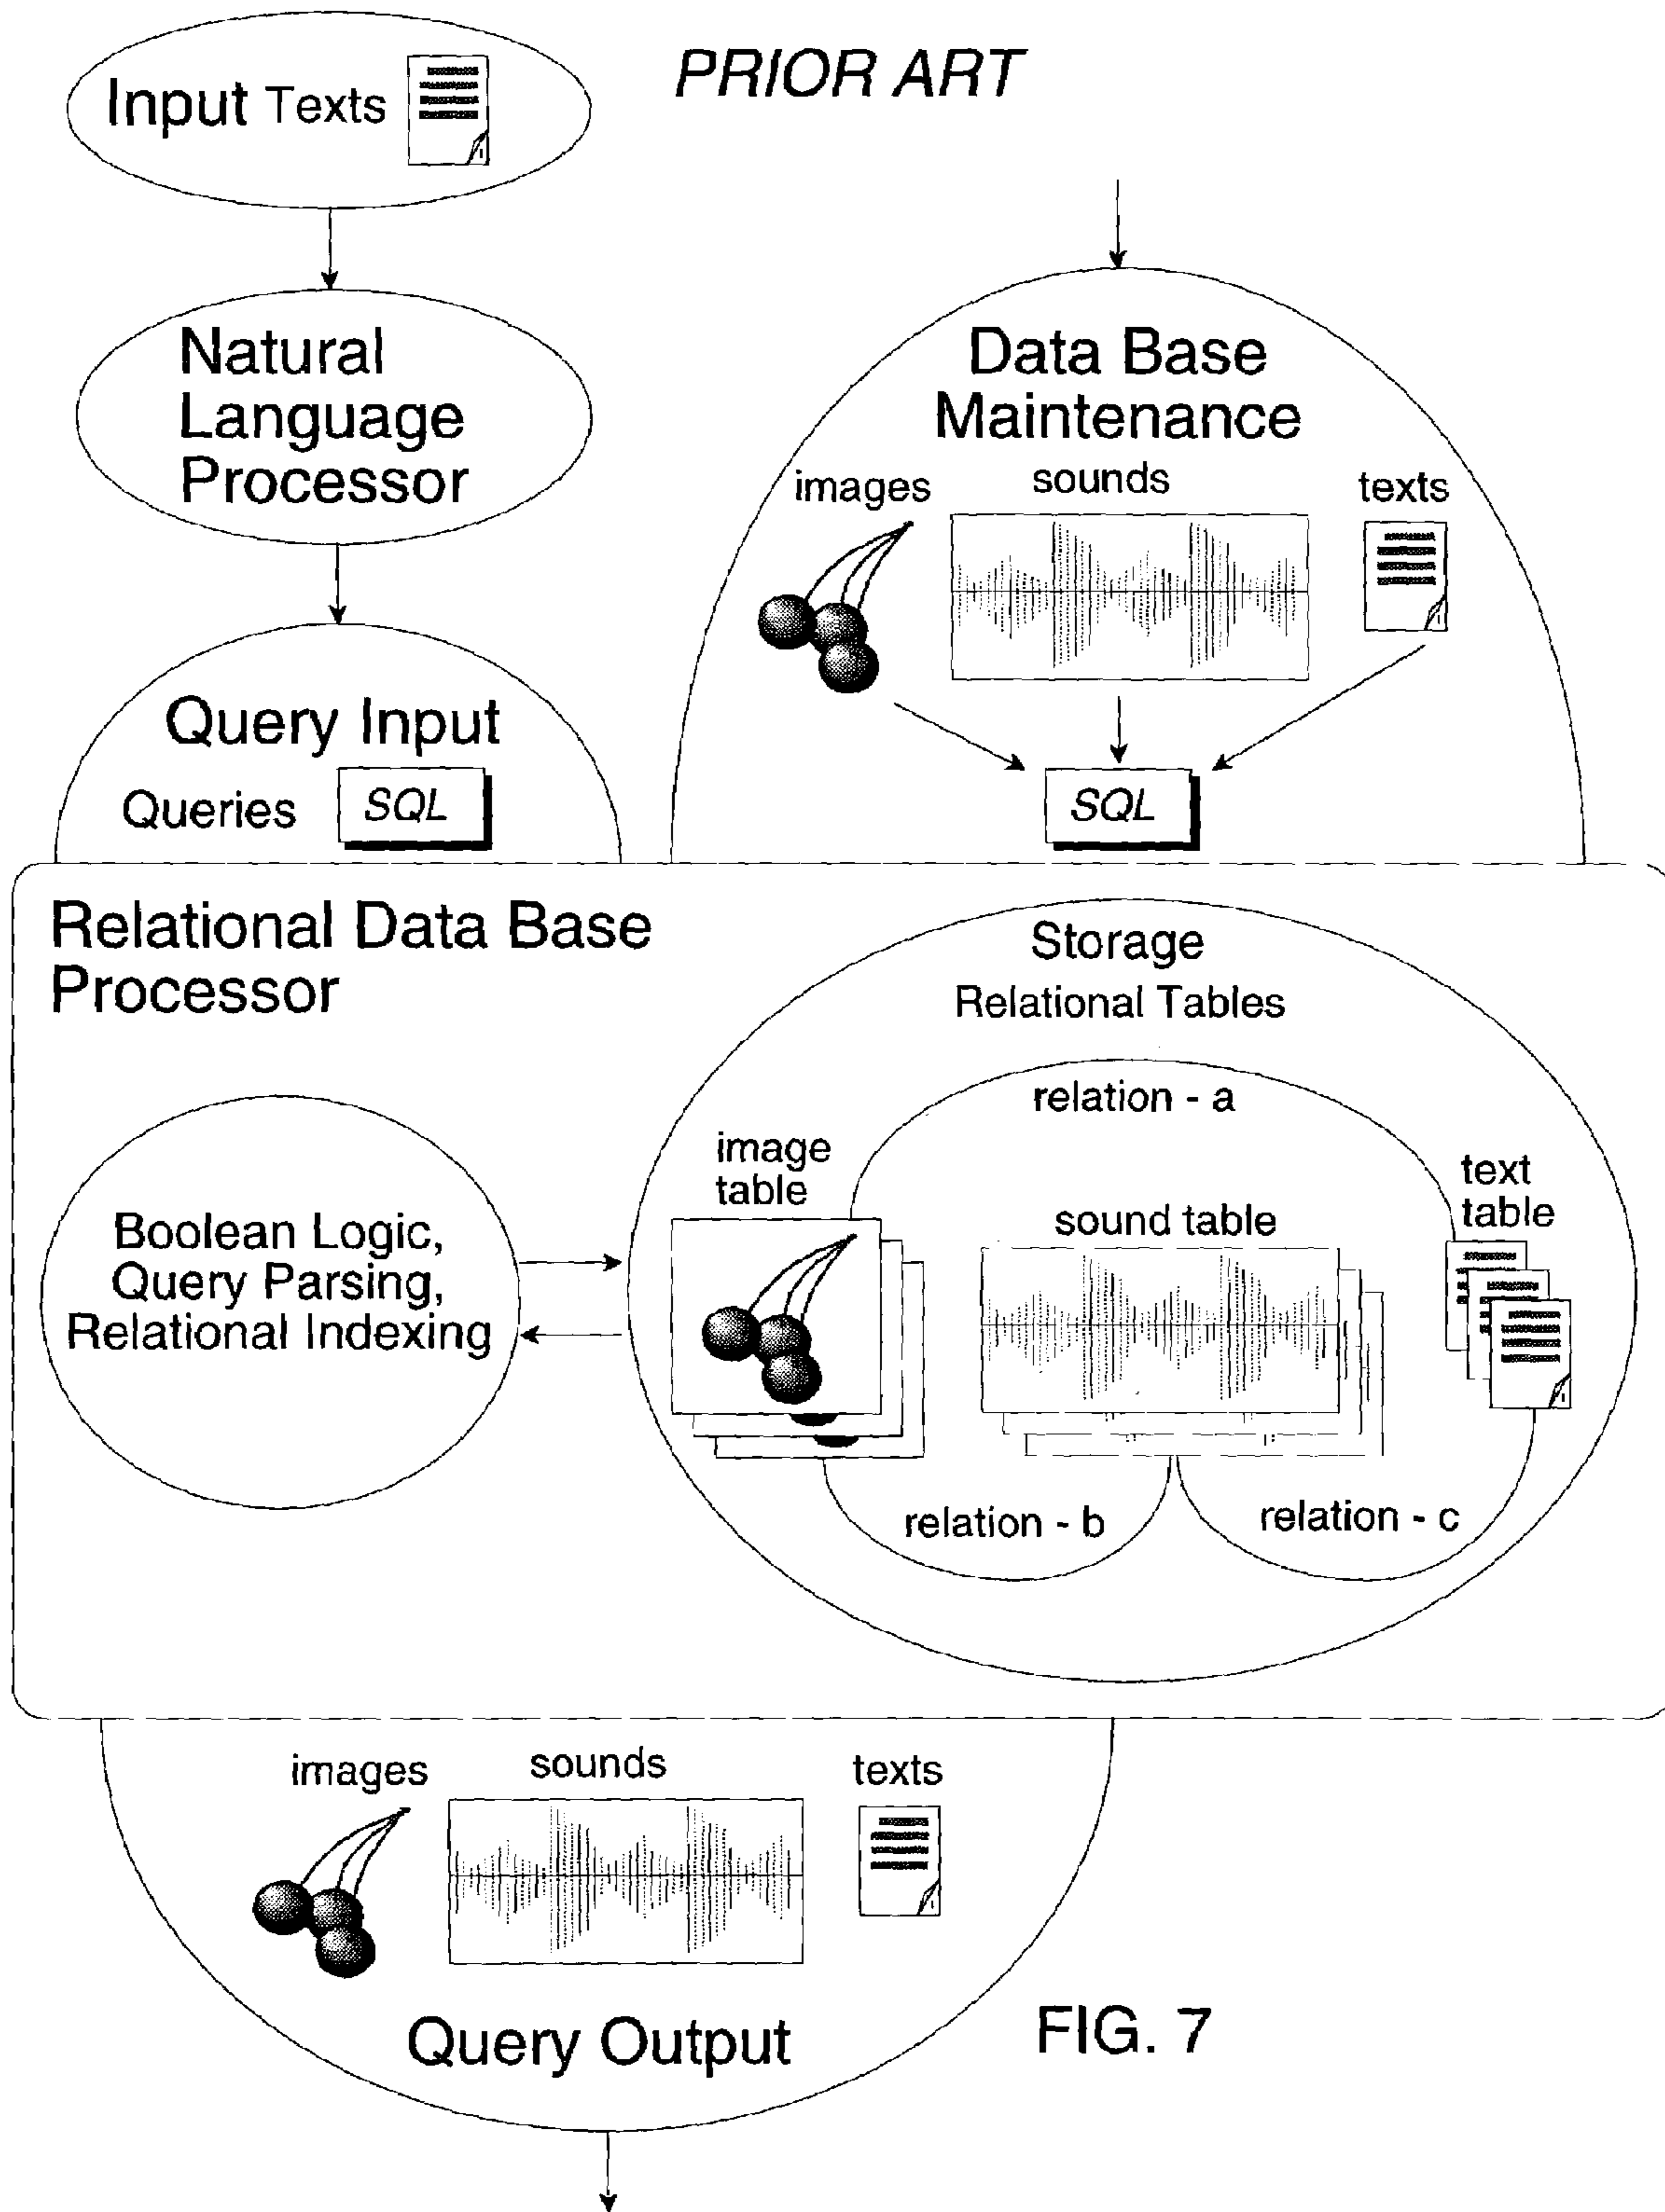 PRIOR ART
Input Texts
Natural
Language
Processor
Query Input
Queries SQL
Data Base
Maintenance
images sounds texts
SQL
Relational Data Base
Processor
Boolean Logic,
Query Parsing,
Relational Indexing
Storage
Relational Tables
relation - a
image
table
sound table
text
table
relation - b
relation - c
images sounds texts
Query Output
FIG. 7